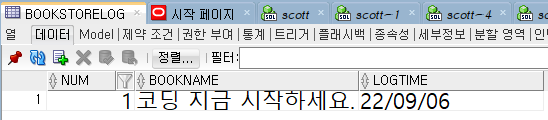 BOOKSTORELOG 시작 페이지 scott scott~1 scott~4 scott~5
열 데이터 Model 제약 조건 권한 부여 통계 트리거 플래시백 종속성 세부정보 분할 영역
정렬... 필터:
NUM BOOKNAME LOGTIME
1 1 코딩 지금 시작하세요. 22/09/06